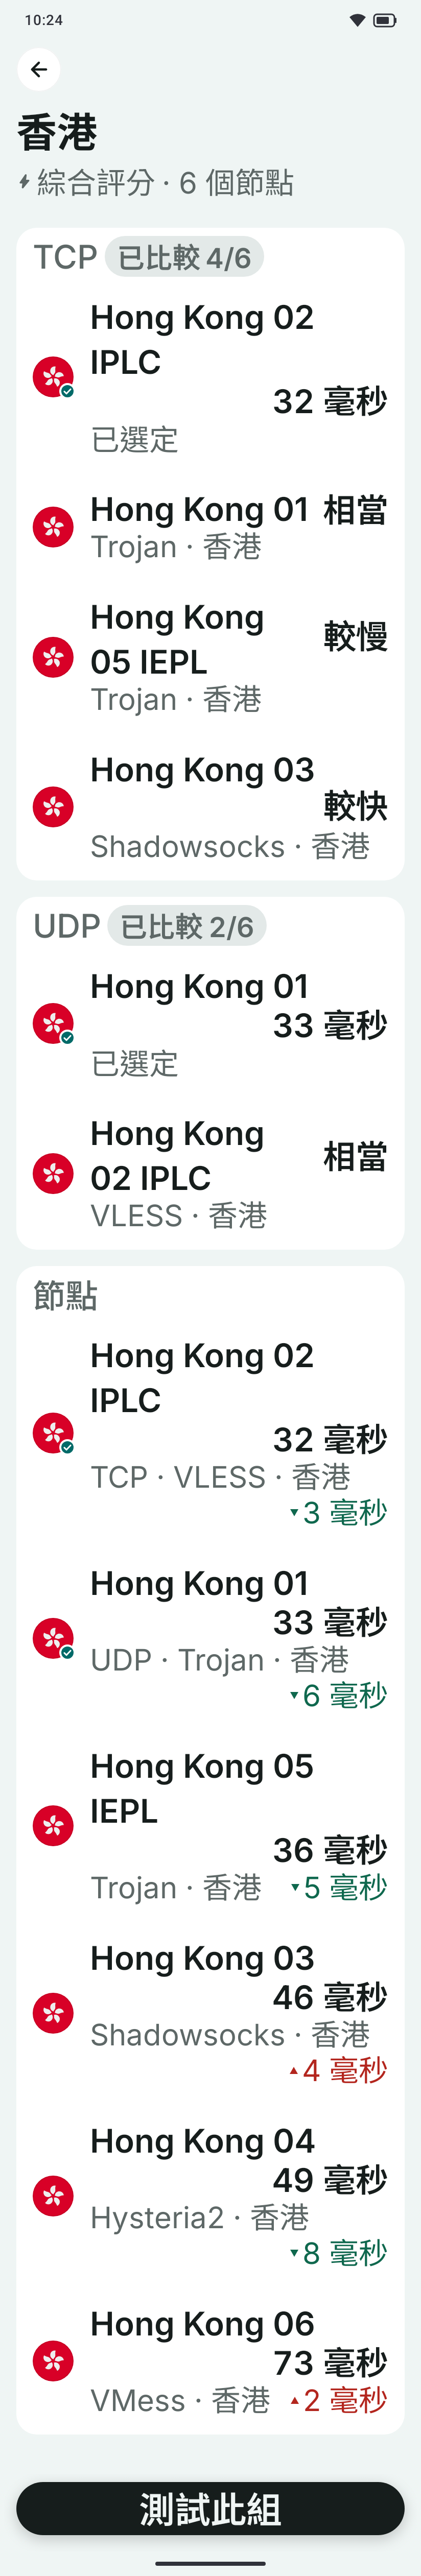 10:24
香港
綜合評分 · 6 個節點
TCP 已比較 4/6
Hong Kong 02
IPLC
32 毫秒
已選定
Hong Kong 01 相當
Trojan · 香港
Hong Kong
05 IEPL
較慢
Trojan · 香港
Hong Kong 03
較快
Shadowsocks · 香港
UDP 已比較 2/6
Hong Kong 01
33 毫秒
已選定
Hong Kong
02 IPLC
相當
VLESS · 香港
節點
Hong Kong 02
IPLC
32 毫秒
TCP · VLESS · 香港
▼3 毫秒
Hong Kong 01
33 毫秒
UDP · Trojan · 香港
▼6 毫秒
Hong Kong 05
IEPL
36 毫秒
Trojan · 香港 ▼5 毫秒
Hong Kong 03
46 毫秒
Shadowsocks · 香港
▲4 毫秒
Hong Kong 04
49 毫秒
Hysteria2 · 香港
▼8 毫秒
Hong Kong 06
73 毫秒
VMess · 香港 ▲2 毫秒
測試此組